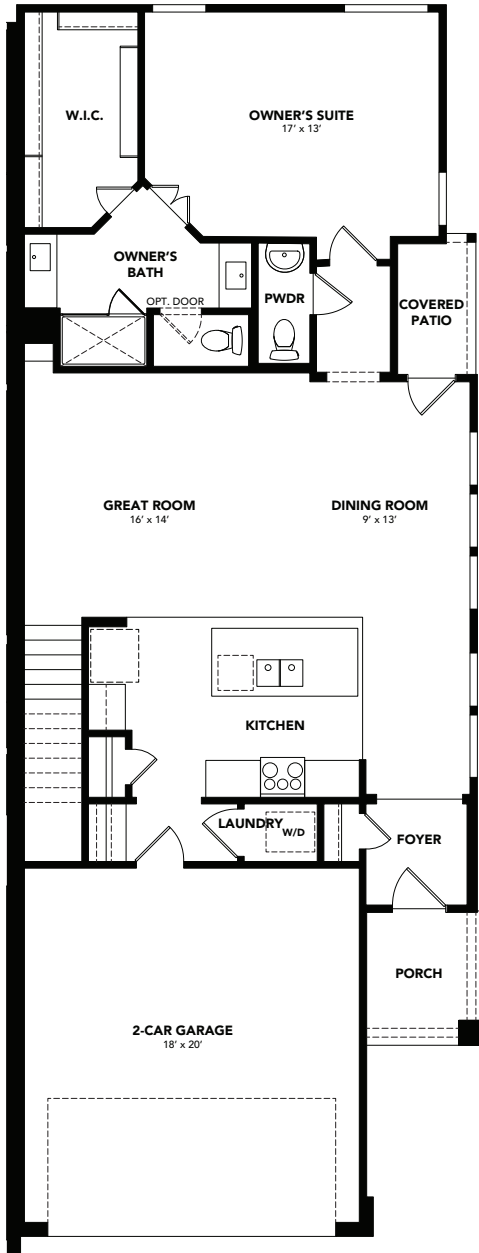 W.I.C.
OWNER'S SUITE
17' x 13'
OWNER'S
BATH
OPT. DOOR
PWDR
COVERED
PATIO
GREAT ROOM
16' x 14'
DINING ROOM
9' x 13'
KITCHEN
LAUNDRY
W/D
FOYER
PORCH
2-CAR GARAGE
18' x 20'